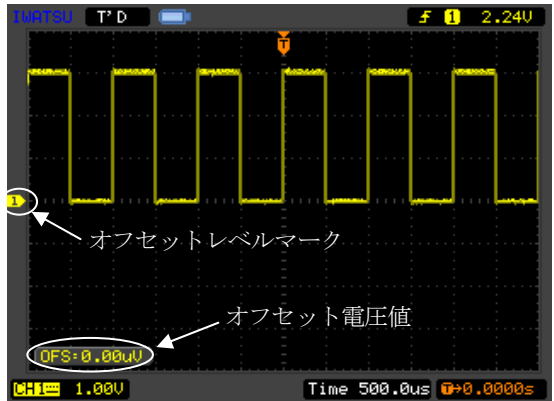 IWATSU T'D 1 2.24V
T
1
オフセットレベルマーク
オフセット電圧値
OFS=0.00uV
CH1 1.00V Time 500.0us T→0.0000s